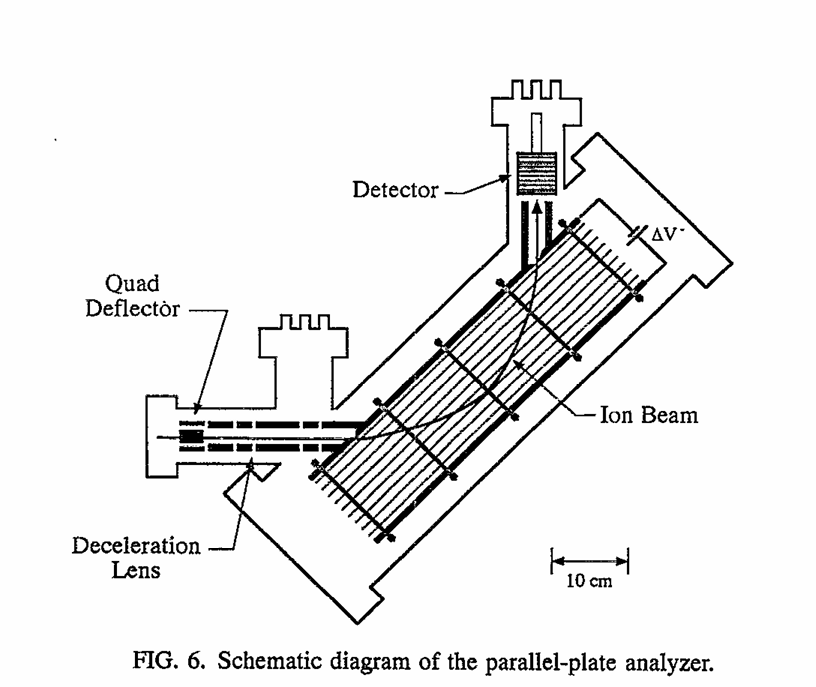 Detector
ΔV-
Quad
Deflector
Ion Beam
Deceleration
Lens
10 cm
FIG. 6. Schematic diagram of the parallel-plate analyzer.